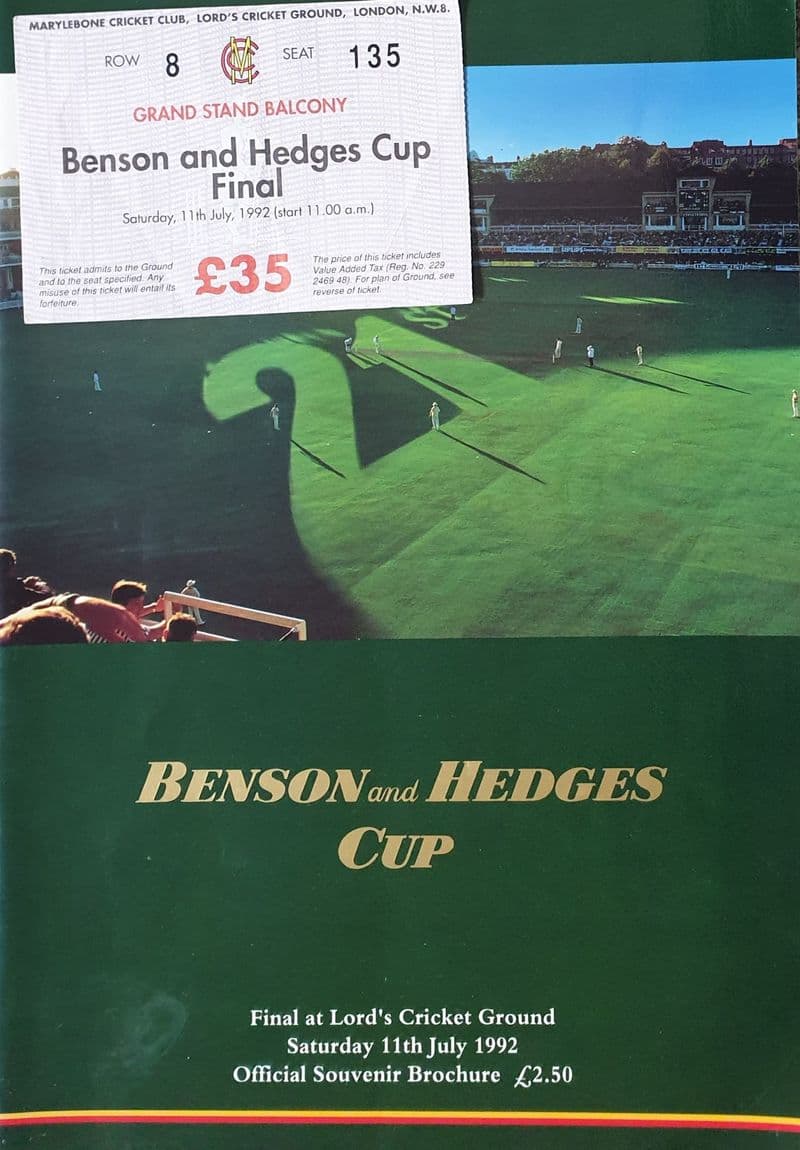 MARYLEBONE CRICKET CLUB, LORD'S CRICKET GROUND, LONDON, N.W.8.
ROW 8 MCC SEAT 135
GRAND STAND BALCONY
Benson and Hedges Cup
Final
Saturday, 11th July, 1992 (start 11.00 a.m.)
This ticket admits to the Ground
and to the seat specified. Any
misuse of this ticket will entail its
forfeiture.
£35
The price of this ticket includes
Value Added Tax (Reg. No. 229
2469 48). For plan of Ground, see
reverse of ticket.
BENSON and HEDGES
CUP
Final at Lord's Cricket Ground
Saturday 11th July 1992
Official Souvenir Brochure £2.50